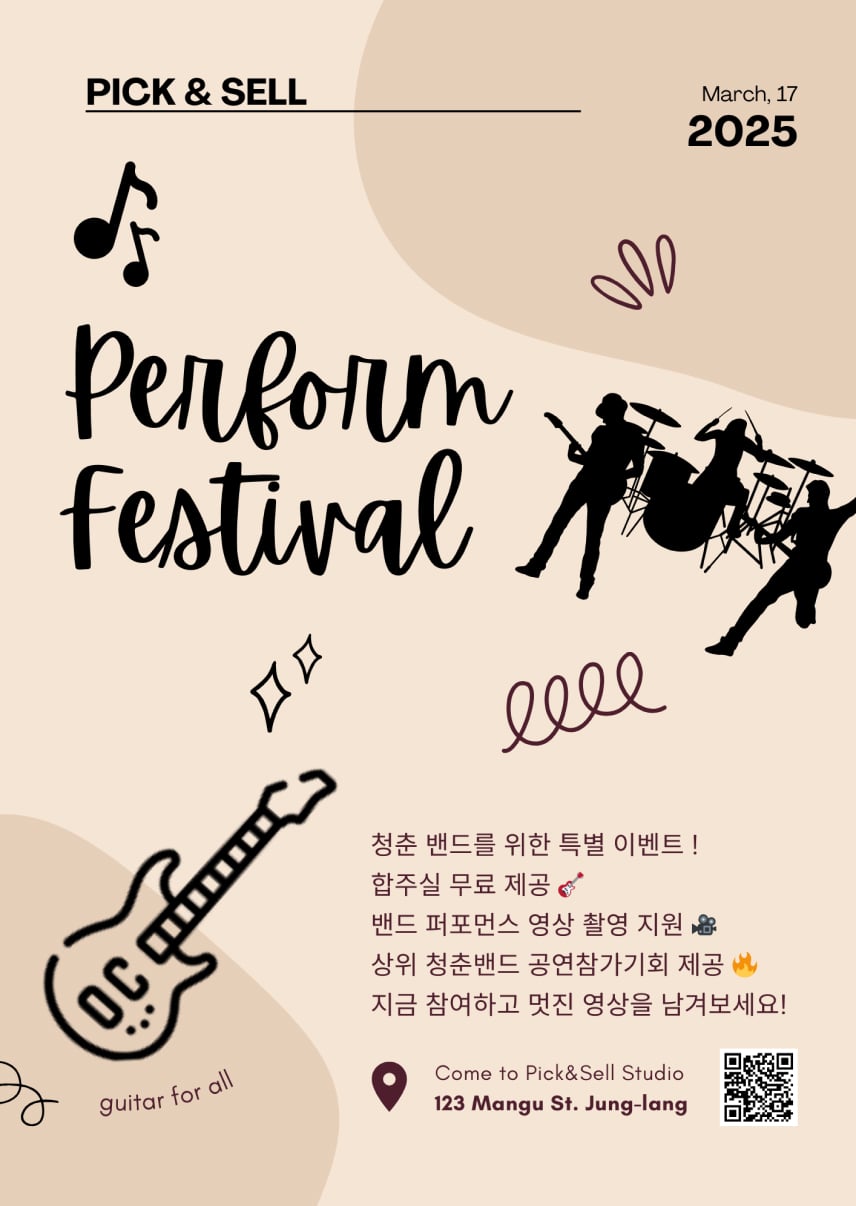 PICK & SELL
March, 17
2025
Perform
Festival
청춘 밴드를 위한 특별 이벤트 !
합주실 무료 제공 🎸
밴드 퍼포먼스 영상 촬영 지원 🎥
상위 청춘밴드 공연참가기회 제공 🔥
지금 참여하고 멋진 영상을 남겨보세요!
OC
guitar for all
Come to Pick&Sell Studio
123 Mangu St. Jung-lang